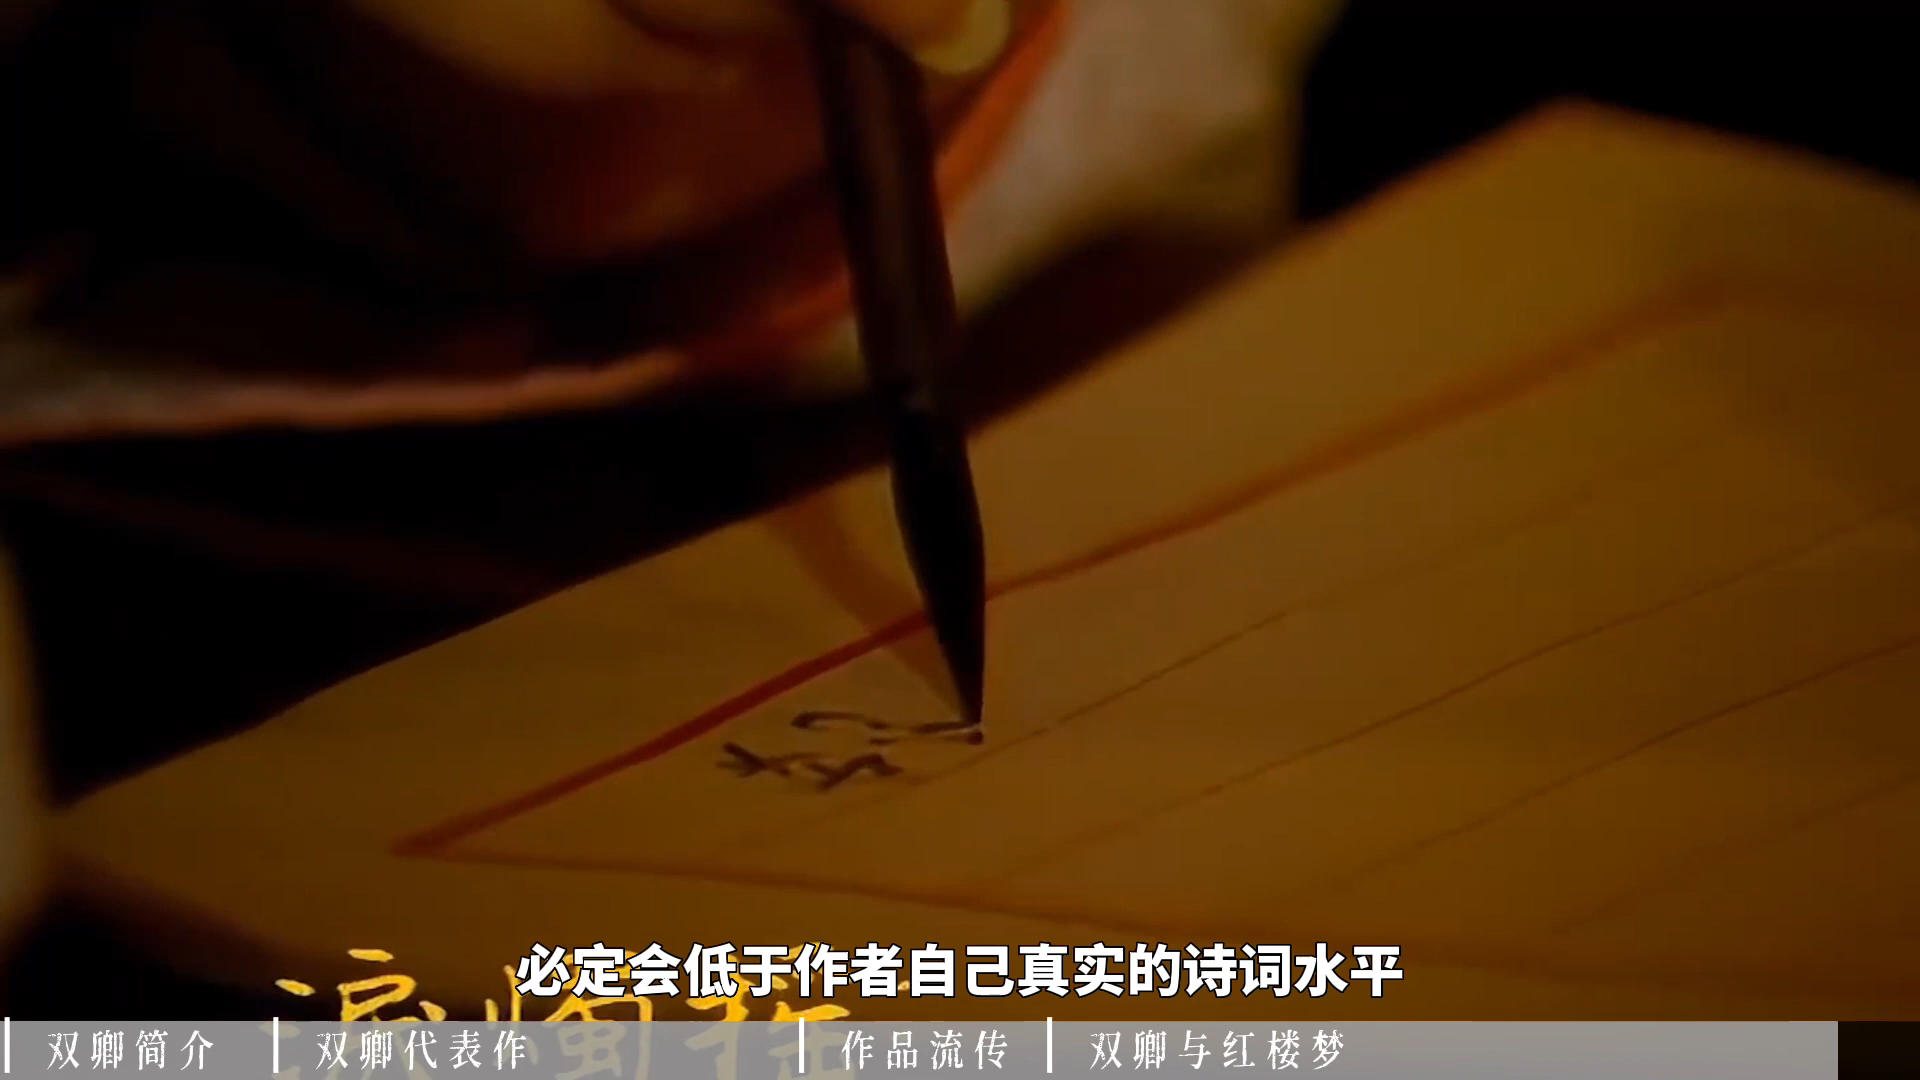 必定会低于作者自己真实的诗词水平
双卿简介
双卿代表作
作品流传
双卿与红楼梦